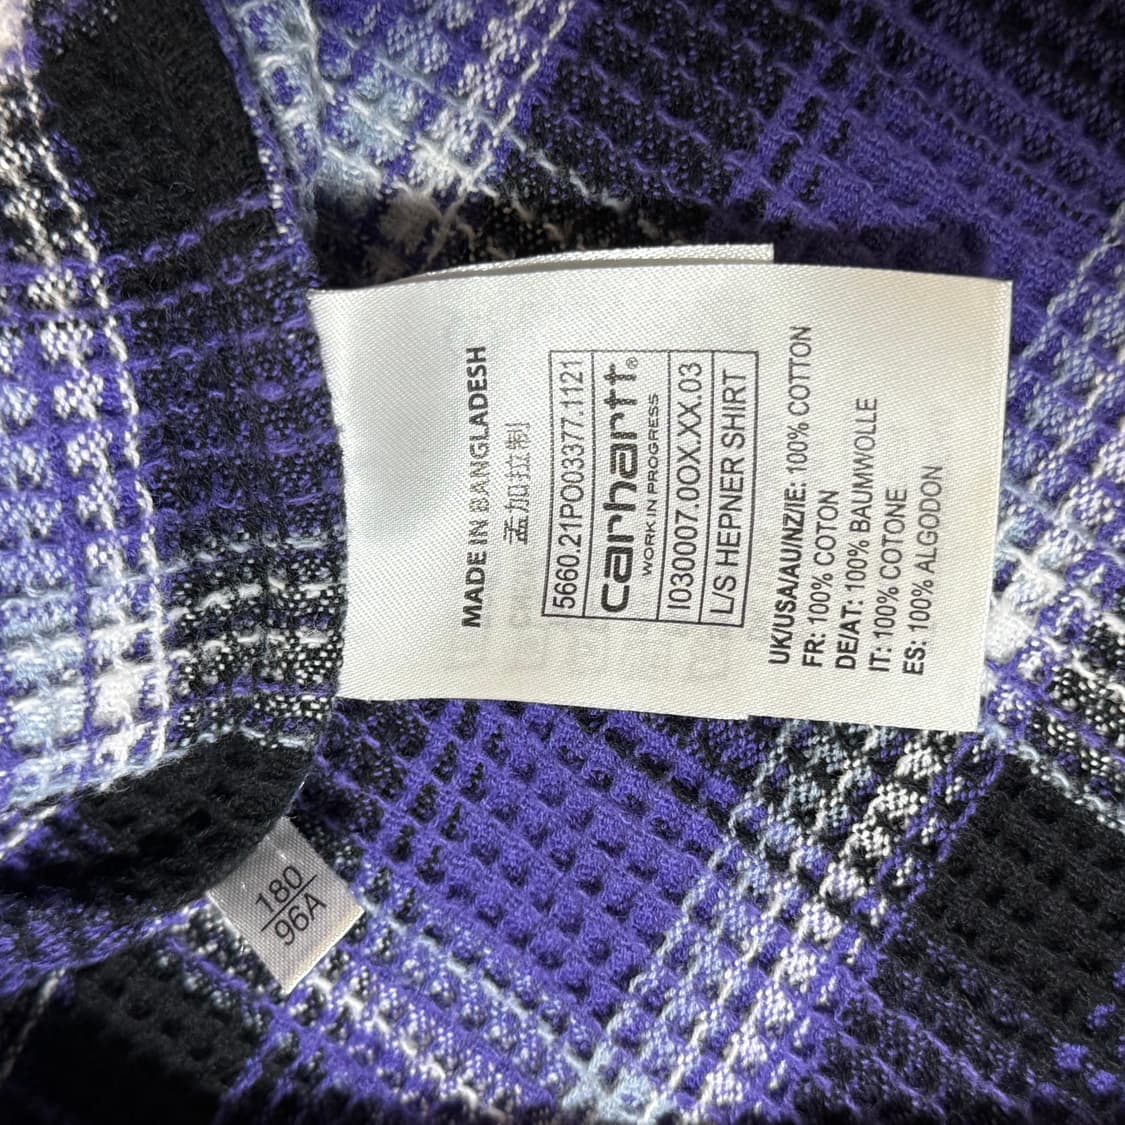 MADE IN BANGLADESH
孟加拉制
5660.21PO03377.1121
carhartt®
WORK IN PROGRESS
I030007.0OX.XX.03
L/S HEPNER SHIRT
UK/USA/AU/NZ/IE: 100% COTTON
FR: 100% COTON
DE/AT: 100% BAUMWOLLE
IT: 100% COTONE
ES: 100% ALGODON
180
96A